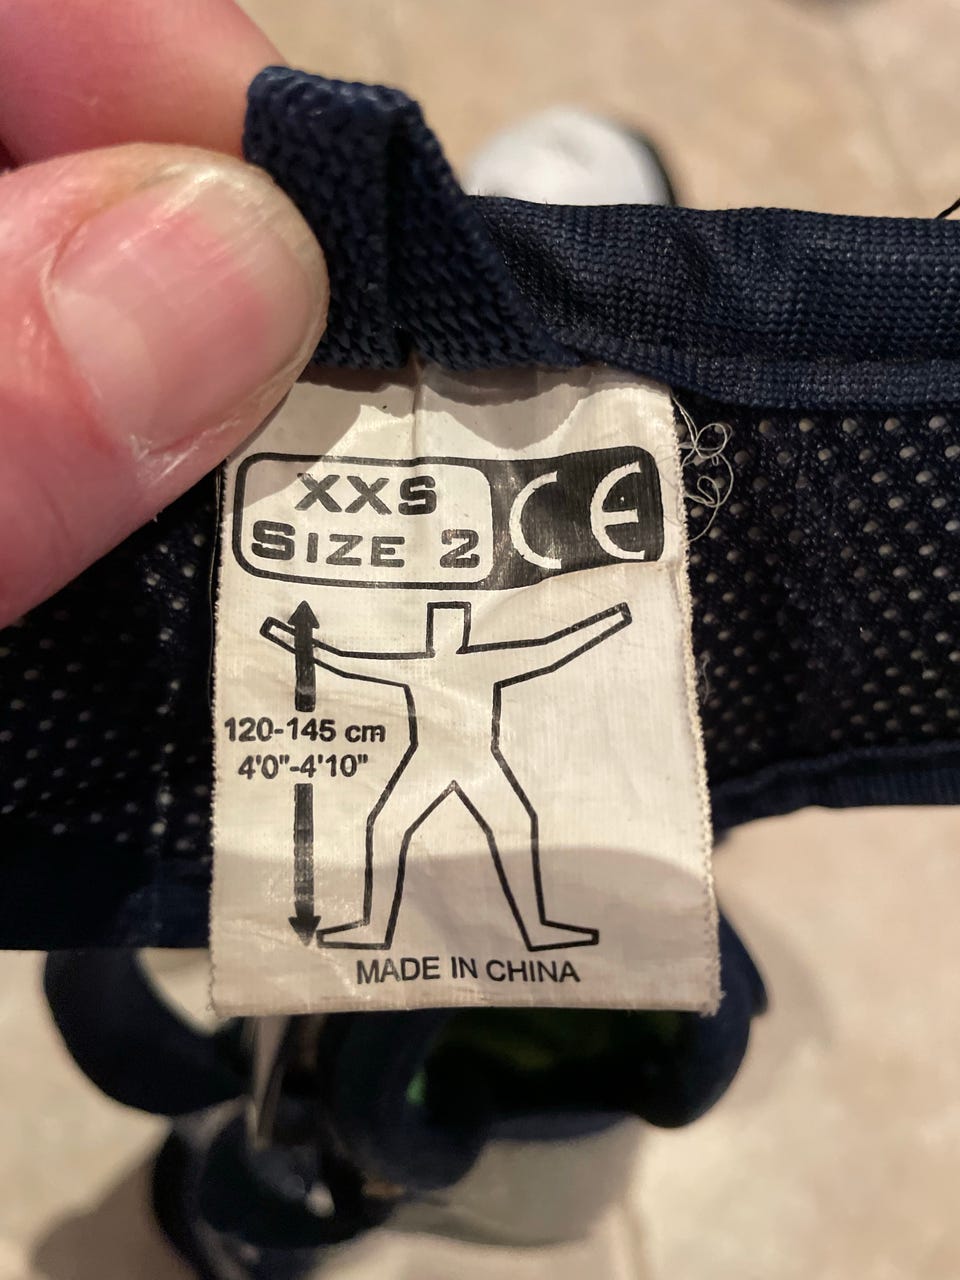 XXS
SIZE 2
CE
120-145 cm
4'0"-4'10"
MADE IN CHINA